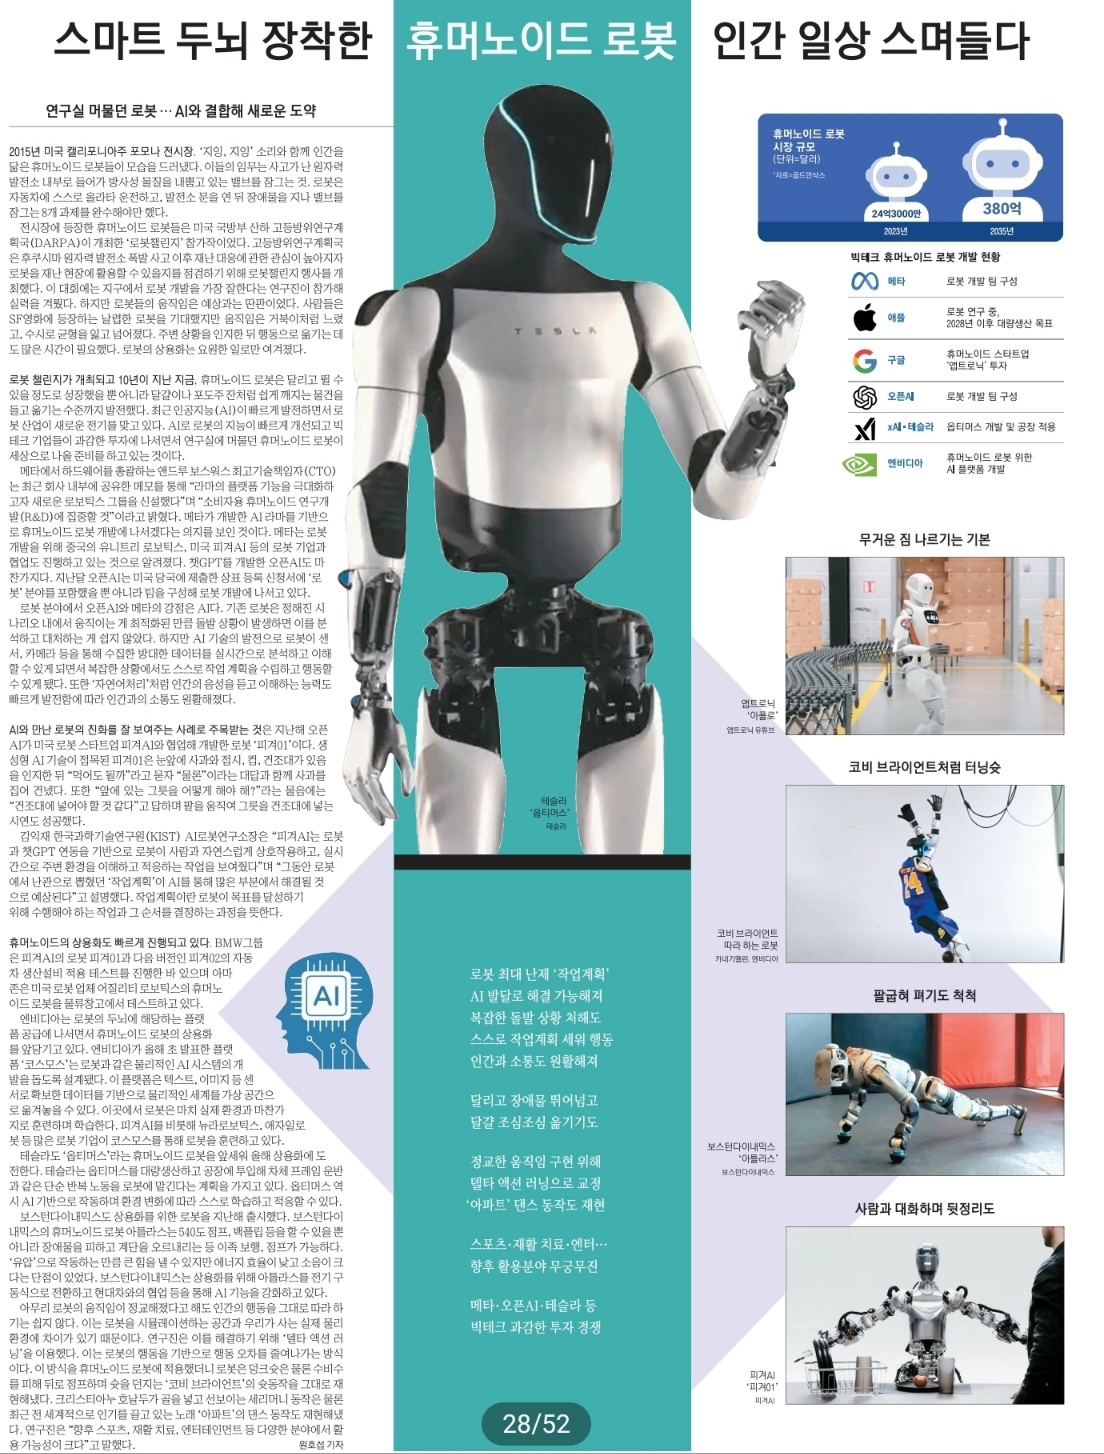 스마트 두뇌 장착한 휴머노이드 로봇 인간 일상 스며들다
연구실 머물던 로봇… AI와 결합해 새로운 도약
2015년 미국 캘리포니아주 포모나 전시장. ‘지잉, 지잉’ 소리와 함께 인간을
닮은 휴머노이드 로봇들이 모습을 드러냈다. 이들의 임무는 사고가 난 원자력
발전소 내부로 들어가 방사성 물질을 내뿜고 있는 밸브를 잠그는 것. 로봇은
자동차에 스스로 올라타 운전하고, 발전소 문을 연 뒤 장애물을 지나 밸브를
잠그는 8개 과제를 완수해야만 했다.
전시장에 등장한 휴머노이드 로봇들은 미국 국방부 산하 고등방위연구계
획국(DARPA)이 개최한 ‘로봇챌린지’ 참가작이었다. 고등방위연구계획국
은 후쿠시마 원자력 발전소 폭발 사고 이후 재난 대응에 관한 관심이 높아지자
로봇을 재난 현장에 활용할 수 있을지를 점검하기 위해 로봇챌린지 행사를 개
최했다. 이 대회에는 지구에서 로봇 개발을 가장 잘한다는 연구진이 참가해
실력을 겨뤘다. 하지만 로봇들의 움직임은 예상과는 딴판이었다. 사람들은
SF영화에 등장하는 날렵한 로봇을 기대했지만 움직임은 거북이처럼 느렸
고, 수시로 균형을 잃고 넘어졌다. 주변 상황을 인지한 뒤 행동으로 옮기는 데
도 많은 시간이 필요했다. 로봇의 상용화는 요원한 일로만 여겨졌다.
로봇 챌린지가 개최되고 10년이 지난 지금, 휴머노이드 로봇은 달리고 뛸 수
있을 정도로 성장했을 뿐 아니라 달걀이나 포도주 잔처럼 쉽게 깨지는 물건을
들고 옮기는 수준까지 발전했다. 최근 인공지능(AI)이 빠르게 발전하면서 로
봇 산업이 새로운 전기를 맞고 있다. AI로 로봇의 지능이 빠르게 개선되고 빅
테크 기업들이 과감한 투자에 나서면서 연구실에 머물던 휴머노이드 로봇이
세상으로 나올 준비를 하고 있는 것이다.
메타에서 하드웨어를 총괄하는 앤드루 보스워스 최고기술책임자(CTO)
는 최근 회사 내부에 공유한 메모를 통해 “라마의 플랫폼 기능을 극대화하
고자 새로운 로보틱스 그룹을 신설했다”며 “소비자용 휴머노이드 연구개
발(R&D)에 집중할 것”이라고 밝혔다. 메타가 개발한 AI 라마를 기반으
로 휴머노이드 로봇 개발에 나서겠다는 의지를 보인 것이다. 메타는 로봇
개발을 위해 중국의 유니트리 로보틱스, 미국 피겨AI 등의 로봇 기업과
협업도 진행하고 있는 것으로 알려졌다. 챗GPT를 개발한 오픈AI도 마
찬가지다. 지난달 오픈AI는 미국 당국에 제출한 상표 등록 신청서에 ‘로
봇’ 분야를 포함했을 뿐 아니라 팀을 구성해 로봇 개발에 나서고 있다.
로봇 분야에서 오픈AI와 메타의 강점은 AI다. 기존 로봇은 정해진 시
나리오 내에서 움직이는 게 최적화된 만큼 돌발 상황이 발생하면 이를 분
석하고 대처하는 게 쉽지 않았다. 하지만 AI 기술의 발전으로 로봇이 센
서, 카메라 등을 통해 수집한 방대한 데이터를 실시간으로 분석하고 이해
할 수 있게 되면서 복잡한 상황에서도 스스로 작업 계획을 수립하고 행동할
수 있게 됐다. 또한 ‘자연어처리’처럼 인간의 음성을 듣고 이해하는 능력도
빠르게 발전함에 따라 인간과의 소통도 원활해졌다.
AI와 만난 로봇의 진화를 잘 보여주는 사례로 주목받는 것은 지난해 오픈
AI가 미국 로봇 스타트업 피겨AI와 협업해 개발한 로봇 ‘피겨01’이다. 생
성형 AI 기술이 접목된 피겨01은 눈앞에 사과와 접시, 컵, 건조대가 있음
을 인지한 뒤 “먹어도 될까”라고 묻자 “물론”이라는 대답과 함께 사과를
집어 건넸다. 또한 “앞에 있는 그릇을 어떻게 해야 해?”라는 물음에는
“건조대에 넣어야 할 것 같다”고 답하며 팔을 움직여 그릇을 건조대에 넣는
시연도 성공했다.
김익재 한국과학기술연구원(KIST) AI로봇연구소장은 “피겨AI는 로봇
과 챗GPT 연동을 기반으로 로봇이 사람과 자연스럽게 상호작용하고, 실시
간으로 주변 환경을 이해하고 적응하는 작업을 보여줬다”며 “그동안 로봇
에서 난관으로 뽑혔던 ‘작업계획’이 AI를 통해 많은 부분에서 해결될 것
으로 예상된다”고 설명했다. 작업계획이란 로봇이 목표를 달성하기
위해 수행해야 하는 작업과 그 순서를 결정하는 과정을 뜻한다.
휴머노이드의 상용화도 빠르게 진행되고 있다. BMW그룹
은 피겨AI의 로봇 피겨01과 다음 버전인 피겨02의 자동
차 생산설비 적용 테스트를 진행한 바 있으며 아마
존은 미국 로봇 업체 어질리티 로보틱스의 휴머노
이드 로봇을 물류창고에서 테스트하고 있다.
엔비디아는 로봇의 두뇌에 해당하는 플랫
폼 공급에 나서면서 휴머노이드 로봇의 상용화
를 앞당기고 있다. 엔비디아가 올해 초 발표한 플랫
폼 ‘코스모스’는 로봇과 같은 물리적인 AI 시스템의 개
발을 돕도록 설계됐다. 이 플랫폼은 텍스트, 이미지 등 센
서로 확보한 데이터를 기반으로 물리적인 세계를 가상 공간으
로 옮겨놓을 수 있다. 이곳에서 로봇은 마치 실제 환경과 마찬가
지로 훈련하며 학습한다. 피겨AI를 비롯해 뉴라로보틱스, 애자일로
봇 등 많은 로봇 기업이 코스모스를 통해 로봇을 훈련하고 있다.
테슬라도 ‘옵티머스’라는 휴머노이드 로봇을 앞세워 올해 상용화에 도
전한다. 테슬라는 옵티머스를 대량생산하고 공장에 투입해 차체 프레임 운반
과 같은 단순 반복 노동을 로봇에 맡긴다는 계획을 가지고 있다. 옵티머스 역
시 AI 기반으로 작동하며 환경 변화에 따라 스스로 학습하고 적응할 수 있다.
보스턴다이내믹스도 상용화를 위한 로봇을 지난해 출시했다. 보스턴다이
내믹스의 휴머노이드 로봇 아틀라스는 540도 점프, 백플립 등을 할 수 있을 뿐
아니라 장애물을 피하고 계단을 오르내리는 등 이족 보행, 점프가 가능하다.
‘유압’으로 작동하는 만큼 큰 힘을 낼 수 있지만 에너지 효율이 낮고 소음이 크
다는 단점이 있었다. 보스턴다이내믹스는 상용화를 위해 아틀라스를 전기 구
동식으로 전환하고 현대차와의 협업 등을 통해 AI 기능을 강화하고 있다.
아무리 로봇의 움직임이 정교해졌다고 해도 인간의 행동을 그대로 따라 하
기는 쉽지 않다. 이는 로봇을 시뮬레이션하는 공간과 우리가 사는 실제 물리
환경에 차이가 있기 때문이다. 연구진은 이를 해결하기 위해 ‘델타 액션 러
닝’을 이용했다. 이는 로봇의 행동을 기반으로 행동 오차를 줄여나가는 방식
이다. 이 방식을 휴머노이드 로봇에 적용했더니 로봇은 덩크슛은 물론 수비수
를 피해 뒤로 점프하며 슛을 던지는 ‘코비 브라이언트’의 슛동작을 그대로 재
현해냈다. 크리스티아누 호날두가 골을 넣고 선보이는 세리머니 동작은 물론
최근 전 세계적으로 인기를 끌고 있는 노래 ‘아파트’의 댄스 동작도 재현해냈
다. 연구진은 “향후 스포츠, 재활 치료, 엔터테인먼트 등 다양한 분야에서 활
용 가능성이 크다”고 말했다.
원호섭 기자
TESLA
테슬라
‘옵티머스’
테슬라
AI
로봇 최대 난제 ‘작업계획’
AI 발달로 해결 가능해져
복잡한 돌발 상황 처해도
스스로 작업계획 세워 행동
인간과 소통도 원활해져
달리고 장애물 뛰어넘고
달걀 조심조심 옮기기도
정교한 움직임 구현 위해
델타 액션 러닝으로 교정
‘아파트’ 댄스 동작도 재현
스포츠·재활 치료·엔터…
향후 활용분야 무궁무진
메타·오픈AI·테슬라 등
빅테크 과감한 투자 경쟁
28/52
휴머노이드 로봇
시장 규모
(단위=달러)
*자료=골드만삭스
24억3000만
2023년
380억
2035년
빅테크 휴머노이드 로봇 개발 현황
메타 로봇 개발 팀 구성
애플 로봇 연구 중,
2028년 이후 대량생산 목표
구글 휴머노이드 스타트업
‘앱트로닉’ 투자
오픈AI 로봇 개발 팀 구성
xAI·테슬라 옵티머스 개발 및 공장 적용
엔비디아 휴머노이드 로봇 위한
AI 플랫폼 개발
무거운 짐 나르기는 기본
앱트로닉
‘아폴로’
앱트로닉 유튜브
코비 브라이언트처럼 터닝슛
24
코비 브라이언트
따라 하는 로봇
카네기멜런, 엔비디아
팔굽혀 펴기도 척척
보스턴다이내믹스
‘아틀라스’
보스턴다이내믹스
사람과 대화하며 뒷정리도
피겨AI
‘피겨01’
피겨AI